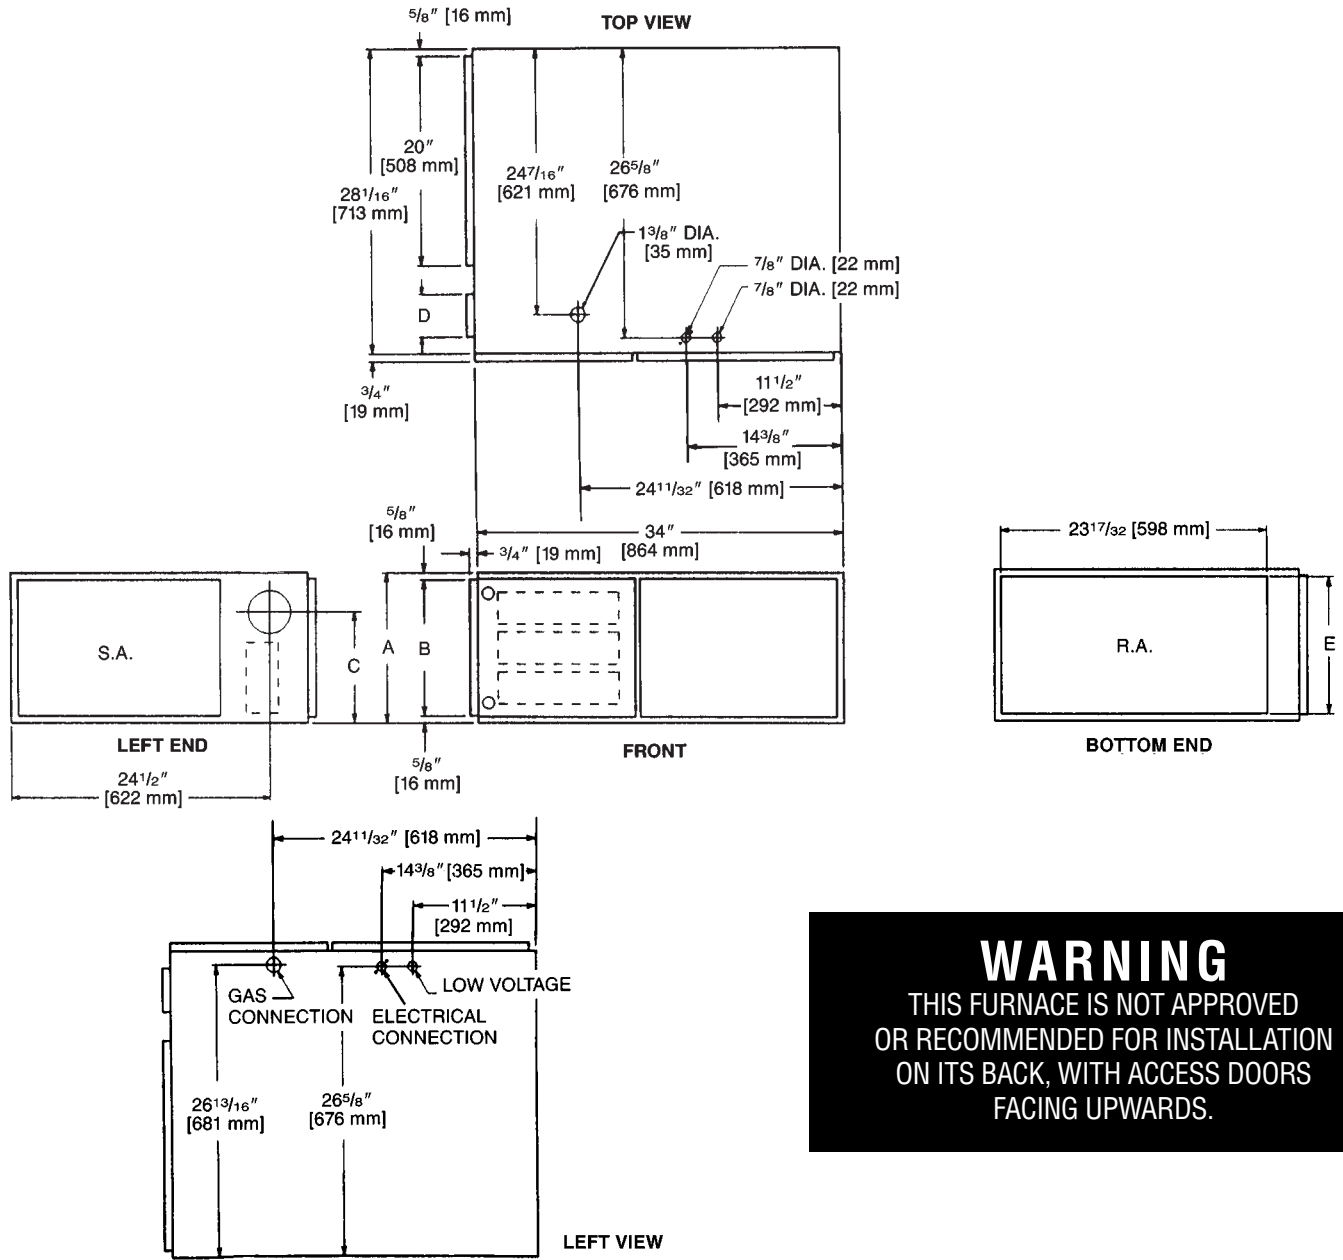 5/8" [16 mm]
TOP VIEW
20"
[508 mm]
28 1/16"
[713 mm]
24 7/16"
[621 mm]
26 5/8"
[676 mm]
1 3/8" DIA.
[35 mm]
7/8" DIA. [22 mm]
7/8" DIA. [22 mm]
D
3/4"
[19 mm]
11 1/2"
[292 mm]
14 3/8"
[365 mm]
24 11/32" [618 mm]
5/8"
[16 mm]
34"
[864 mm]
3/4" [19 mm]
23 17/32 [598 mm]
S.A.
C
A
B
R.A.
E
LEFT END
FRONT
BOTTOM END
24 1/2"
[622 mm]
5/8"
[16 mm]
24 11/32" [618 mm]
14 3/8" [365 mm]
11 1/2"
[292 mm]
GAS
CONNECTION
ELECTRICAL
CONNECTION
LOW VOLTAGE
26 13/16"
[681 mm]
26 5/8"
[676 mm]
LEFT VIEW
WARNING
THIS FURNACE IS NOT APPROVED
OR RECOMMENDED FOR INSTALLATION
ON ITS BACK, WITH ACCESS DOORS
FACING UPWARDS.